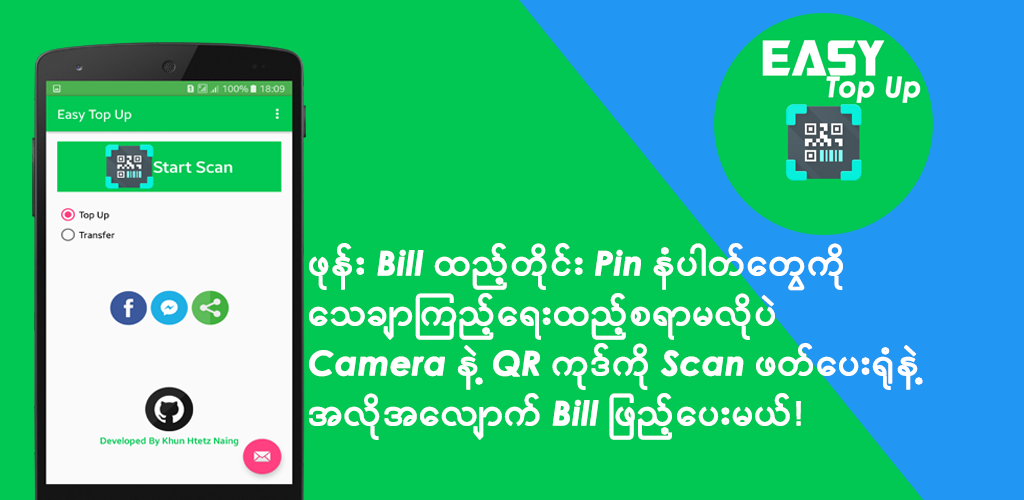 100% 18:09
Easy Top Up
Start Scan
Top Up
Transfer
Developed By Khun Htetz Naing
EASY
Top Up
ဖုန်း Bill ထည့်တိုင်း Pin နံပါတ်တွေကို
သေချာကြည့်ရေးထည့်စရာမလိုပဲ
Camera နဲ့ QR ကုဒ်ကို Scan ဖတ်ပေးရုံနဲ့
အလိုအလျောက် Bill ဖြည့်ပေးမယ်!